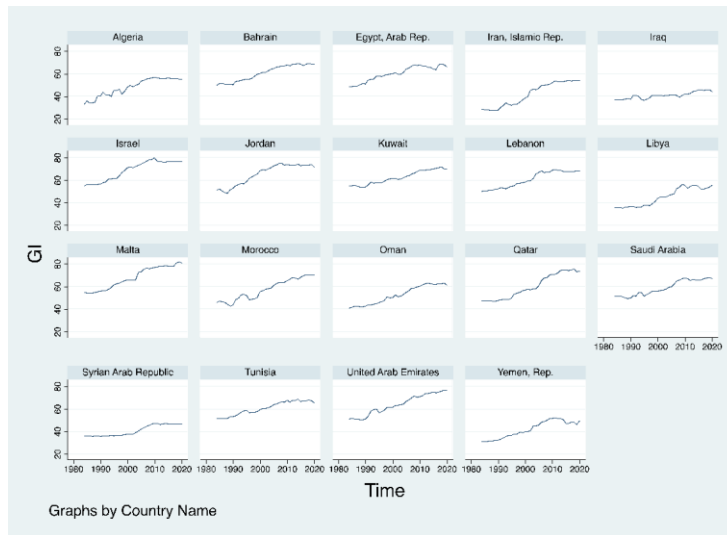 Algeria
Bahrain
Egypt, Arab Rep.
Iran, Islamic Rep.
Iraq
20 40 60 80
Israel
Jordan
Kuwait
Lebanon
Libya
20 40 60 80
Malta
Morocco
Oman
Qatar
Saudi Arabia
20 40 60 80
1980 1990 2000 2010 2020
Syrian Arab Republic
Tunisia
United Arab Emirates
Yemen, Rep.
20 40 60 80
1980 1990 2000 2010 2020
1980 1990 2000 2010 2020
1980 1990 2000 2010 2020
1980 1990 2000 2010 2020
GI
Time
Graphs by Country Name